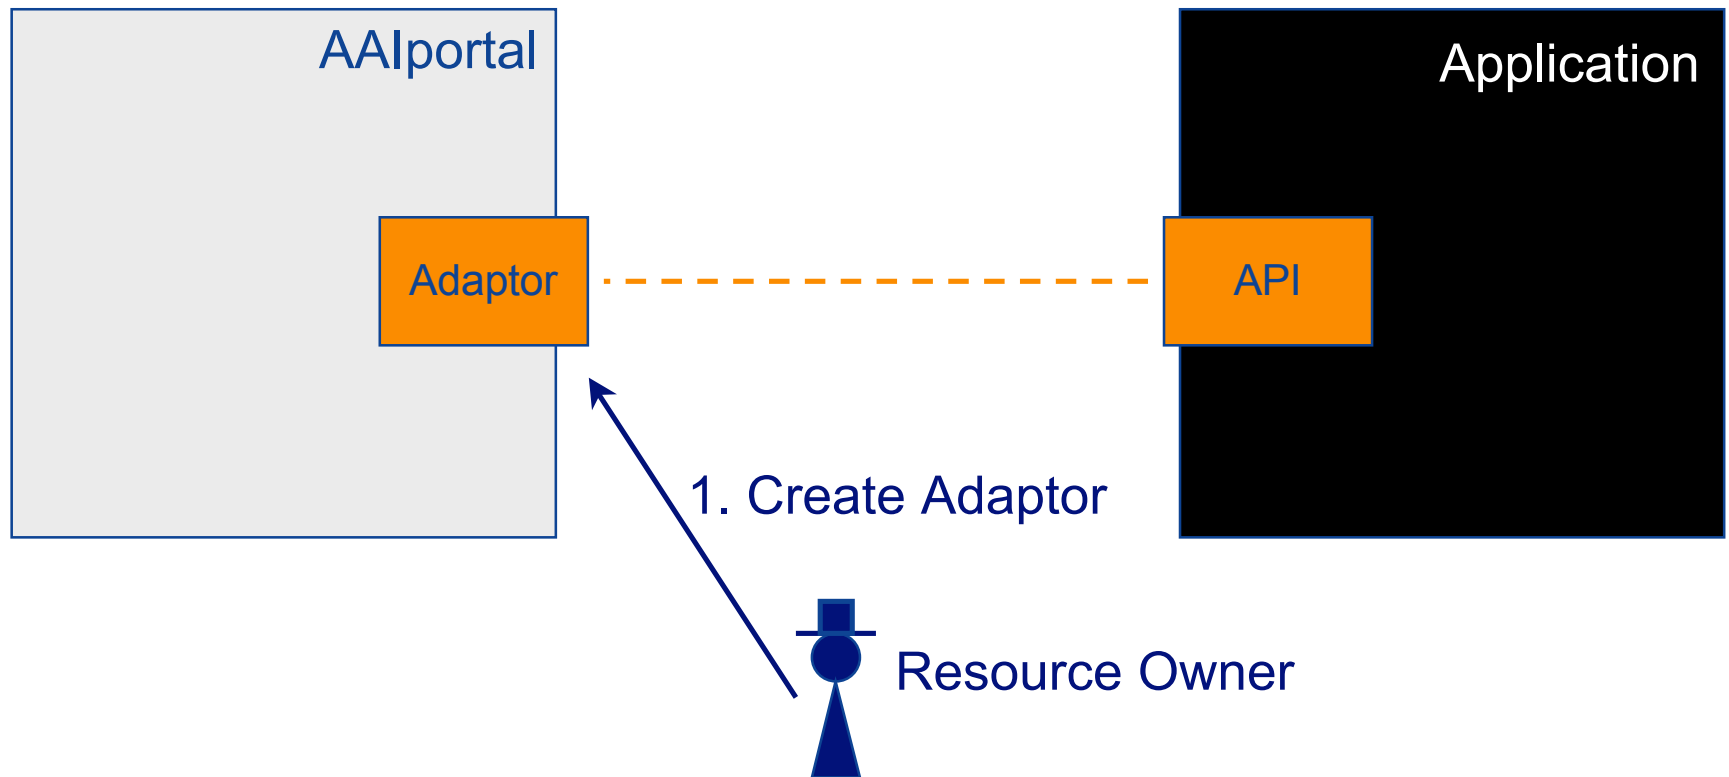 AAIportal
Application
Adaptor
API
1. Create Adaptor
Resource Owner